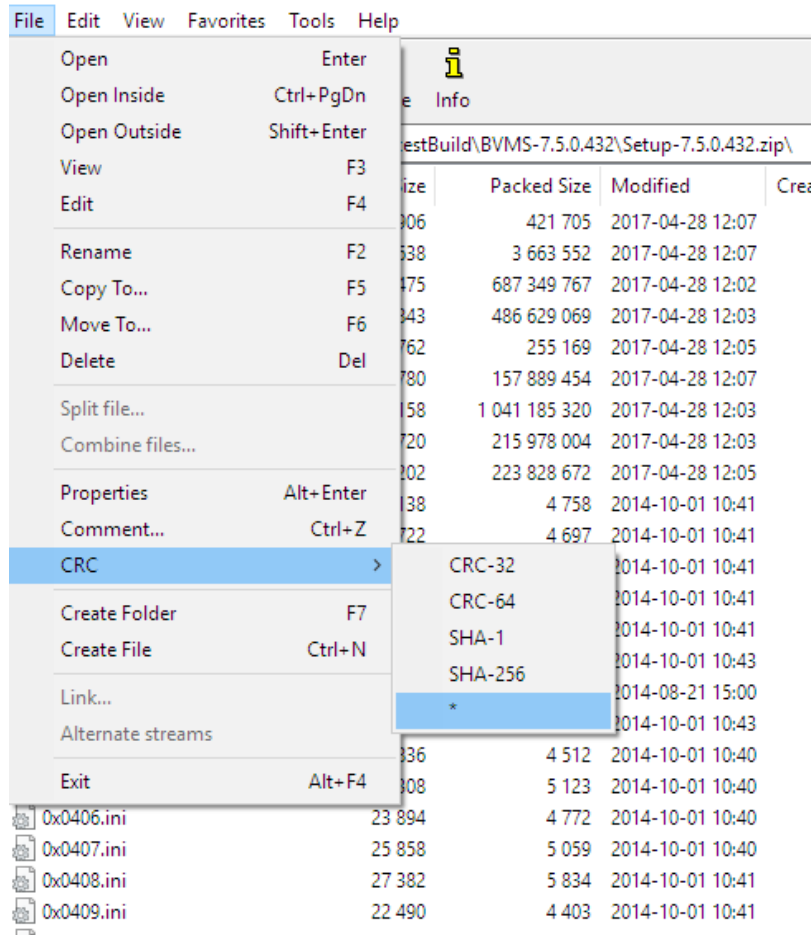 File Edit View Favorites Tools Help
Open Enter
Open Inside Ctrl+PgDn
Open Outside Shift+Enter
View F3
Edit F4
Rename F2
Copy To... F5
Move To... F6
Delete Del
Split file...
Combine files...
Properties Alt+Enter
Comment... Ctrl+Z
CRC >
Create Folder F7
Create File Ctrl+N
Link...
Alternate streams
Exit Alt+F4
CRC-32
CRC-64
SHA-1
SHA-256
*
e Info
estBuild\BVMS-7.5.0.432\Setup-7.5.0.432.zip\
ize Packed Size Modified Crea
906 421 705 2017-04-28 12:07
538 3 663 552 2017-04-28 12:07
475 687 349 767 2017-04-28 12:02
343 486 629 069 2017-04-28 12:03
762 255 169 2017-04-28 12:05
780 157 889 454 2017-04-28 12:07
158 1 041 185 320 2017-04-28 12:03
720 215 978 004 2017-04-28 12:03
202 223 828 672 2017-04-28 12:05
138 4 758 2014-10-01 10:41
722 4 697 2014-10-01 10:41
2014-10-01 10:41
2014-10-01 10:41
2014-10-01 10:41
2014-10-01 10:43
2014-08-21 15:00
2014-10-01 10:43
336 4 512 2014-10-01 10:40
308 5 123 2014-10-01 10:40
0x0406.ini 23 894 4 772 2014-10-01 10:40
0x0407.ini 25 858 5 059 2014-10-01 10:40
0x0408.ini 27 382 5 834 2014-10-01 10:41
0x0409.ini 22 490 4 403 2014-10-01 10:41